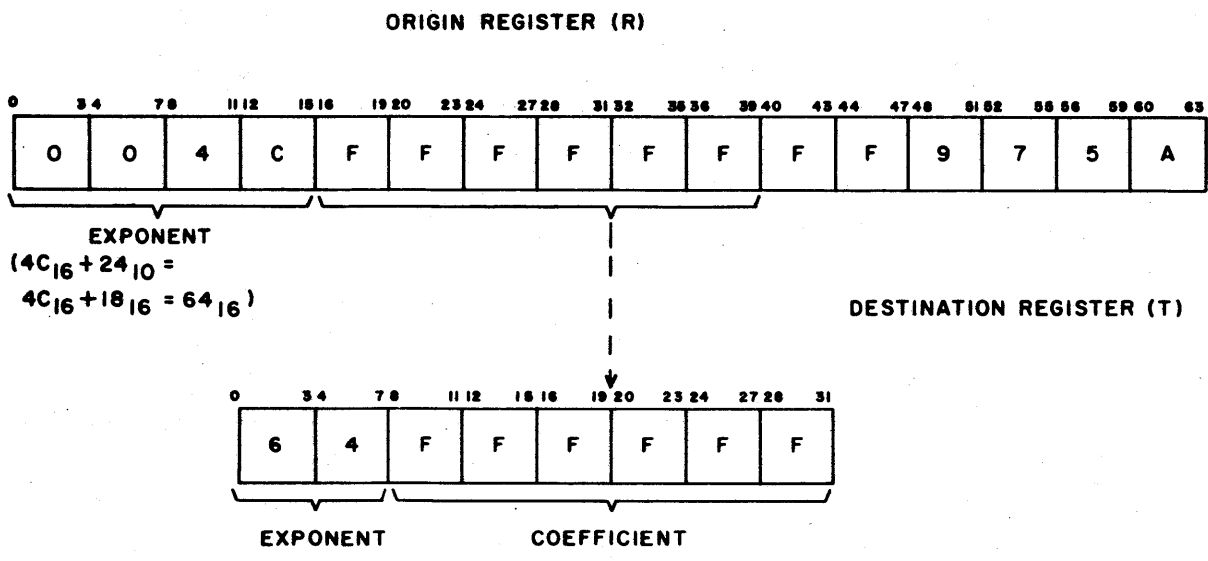 ORIGIN REGISTER (R)
0 3 4 7 8 11 12 15 16 19 20 23 24 27 28 31 32 35 36 39 40 43 44 47 48 51 52 55 56 59 60 63
0 0 4 C F F F F F F F F 9 7 5 A
EXPONENT
(4C16 + 2410 =
4C16 + 1816 = 6416)
DESTINATION REGISTER (T)
0 3 4 7 8 11 12 15 16 19 20 23 24 27 28 31
6 4 F F F F F F
EXPONENT COEFFICIENT